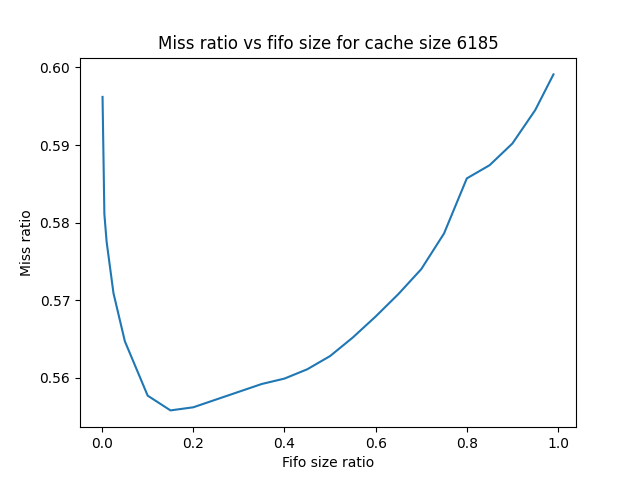 Miss ratio vs fifo size for cache size 6185
0.60
0.59
0.58
0.57
0.56
Miss ratio
0.0 0.2 0.4 0.6 0.8 1.0
Fifo size ratio